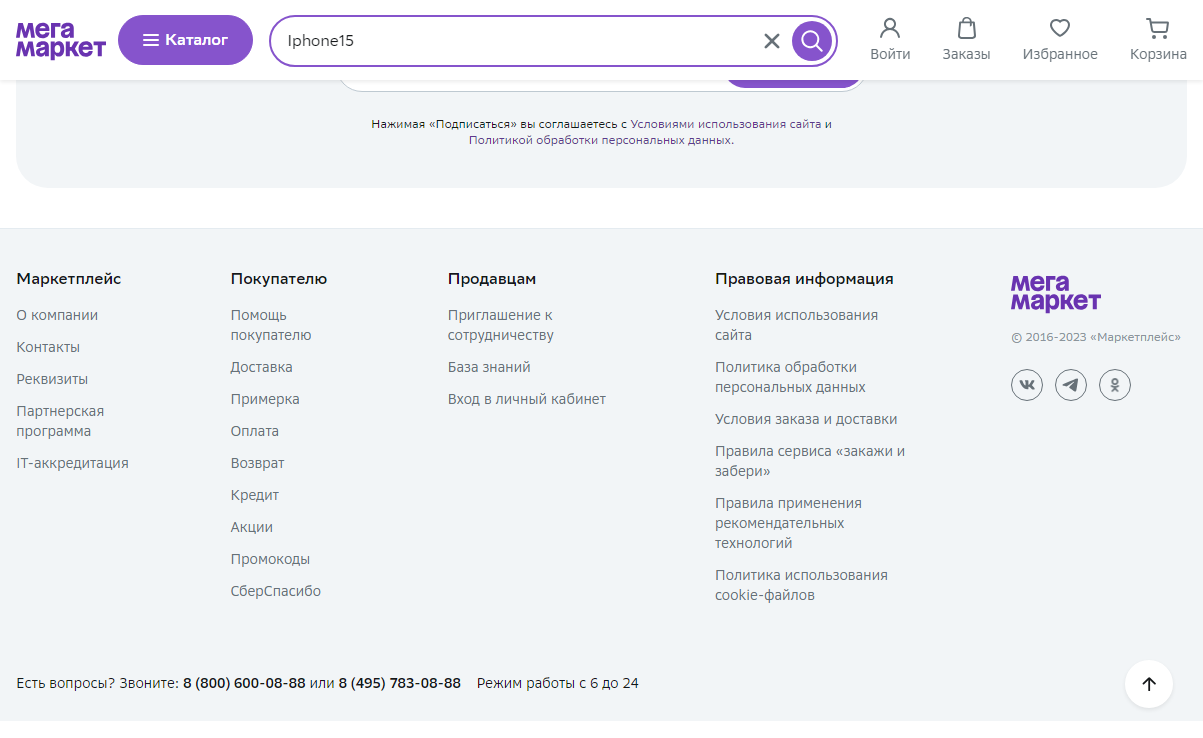 мега
маркет
Каталог
Iphone15
Войти
Заказы
Избранное
Корзина
Нажимая «Подписаться» вы соглашаетесь с Условиями использования сайта и
Политикой обработки персональных данных.
Маркетплейс
О компании
Контакты
Реквизиты
Партнерская
программа
IT-аккредитация
Покупателю
Помощь
покупателю
Доставка
Примерка
Оплата
Возврат
Кредит
Акции
Промокоды
СберСпасибо
Продавцам
Приглашение к
сотрудничеству
База знаний
Вход в личный кабинет
Правовая информация
Условия использования
сайта
Политика обработки
персональных данных
Условия заказа и доставки
Правила сервиса «закажи и
забери»
Правила применения
рекомендательных
технологий
Политика использования
cookie-файлов
мега
маркет
© 2016-2023 «Маркетплейс»
Есть вопросы? Звоните: 8 (800) 600-08-88 или 8 (495) 783-08-88 Режим работы с 6 до 24